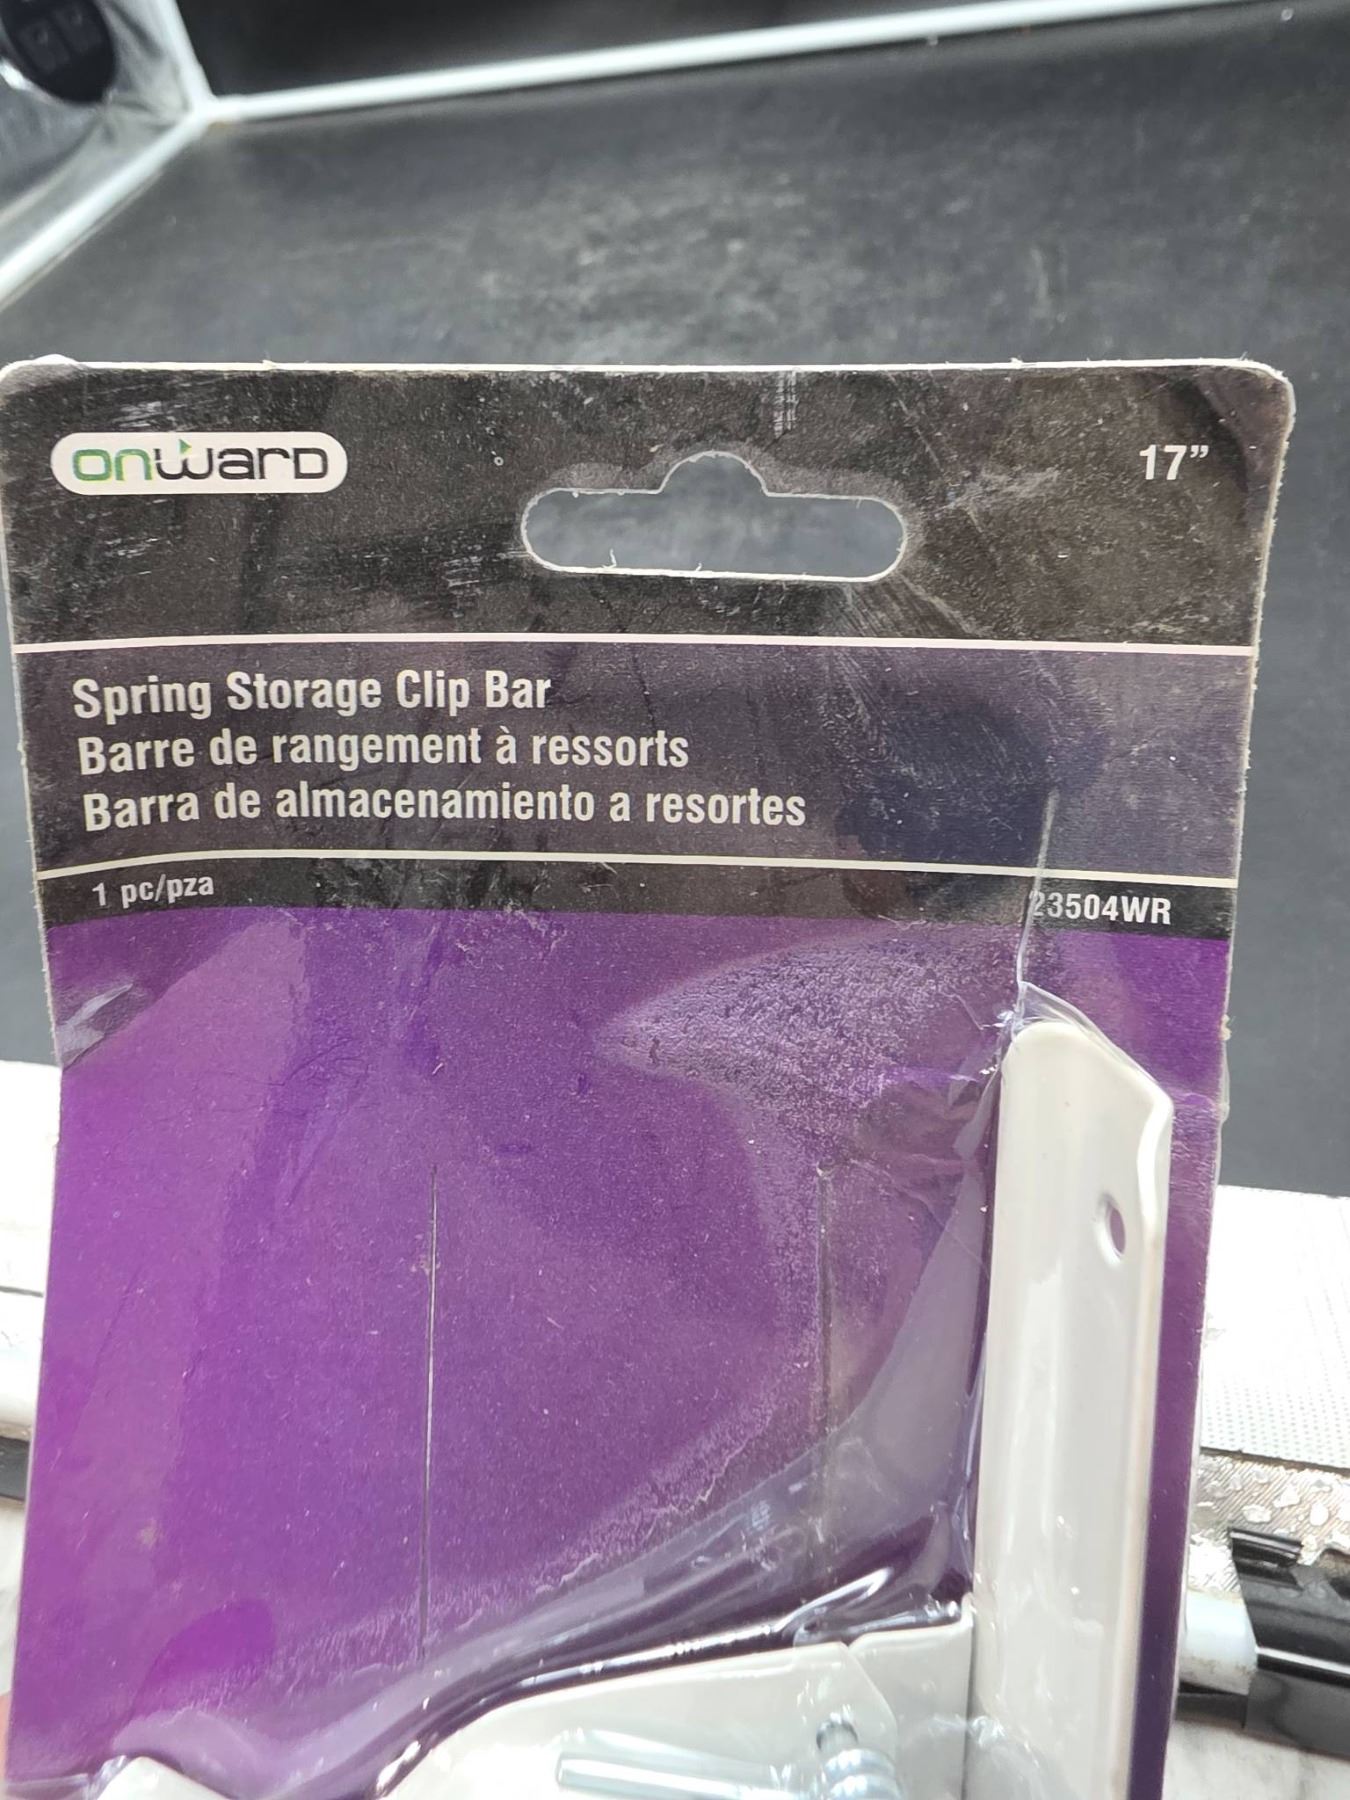 onward
17”
Spring Storage Clip Bar
Barre de rangement à ressorts
Barra de almacenamiento a resortes
1 pc/pza
23504WR